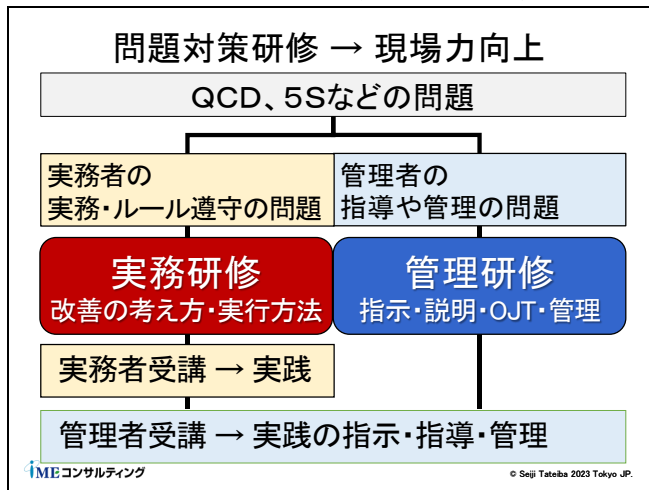 問題対策研修 → 現場力向上
QCD、5Sなどの問題
実務者の
実務・ルール遵守の問題
管理者の
指導や管理の問題
実務研修
改善の考え方・実行方法
管理研修
指示・説明・OJT・管理
実務者受講 → 実践
管理者受講 → 実践の指示・指導・管理
iMEコンサルティング
© Seiji Tateiba 2023 Tokyo JP.